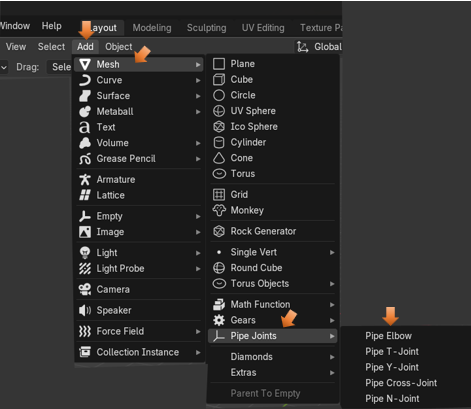 Window Help
Layout Modeling Sculpting UV Editing Texture Pa
View Select Add Object Global
Drag: Sele
Mesh
Curve
Surface
Metaball
Text
Volume
Grease Pencil
Armature
Lattice
Empty
Image
Light
Light Probe
Camera
Speaker
Force Field
Collection Instance
Plane
Cube
Circle
UV Sphere
Ico Sphere
Cylinder
Cone
Torus
Grid
Monkey
Rock Generator
Single Vert
Round Cube
Torus Objects
Math Function
Gears
Pipe Joints
Diamonds
Extras
Parent To Empty
Pipe Elbow
Pipe T-Joint
Pipe Y-Joint
Pipe Cross-Joint
Pipe N-Joint